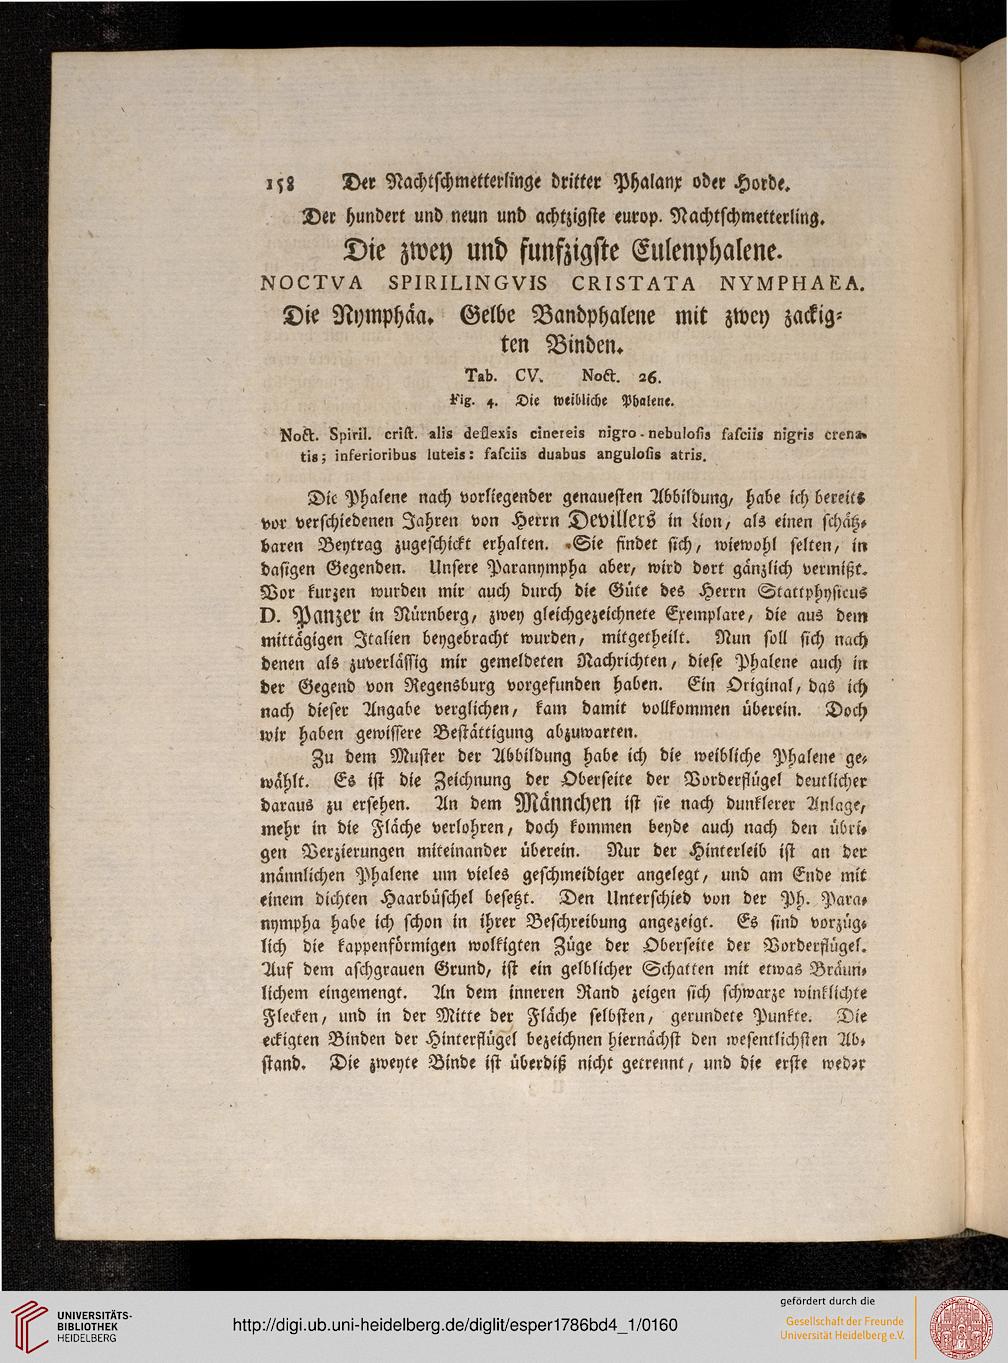 158 Der Nachtschmetterlinge dritter Phalanx oder Horde.
Der hundert und neun und achtzigste europ. Nachtschmetterling.
Die zwey und funfzigste Eulenphalene.
NOCTVA SPIRILINGVIS CRISTATA NYMPHAEA.
Die Nymphäa. Gelbe Bandphalene mit zwey zackig-
ten Binden.
Tab. CV. Noct. 26.
Fig. 4. Die weibliche Phalene.
Noct. Spiril. crist. alis deflexis cinereis nigro-nebulosis fasciis nigris crena-
tis; inferioribus luteis: fasciis duabus angulosis atris.
Die Phalene nach vorliegender genauesten Abbildung, habe ich bereits
vor verschiedenen Jahren von Herrn Devillers in Lion, als einen schätz-
baren Beytrag zugeschickt erhalten. Sie findet sich, wiewohl selten, in
dasigen Gegenden. Unsere Paranympha aber, wird dort gänzlich vermißt.
Vor kurzen wurden mir auch durch die Güte des Herrn Stattphysicus
D. Panzer in Nürnberg, zwey gleichgezeichnete Exemplare, die aus dem
mittägigen Italien beygebracht wurden, mitgetheilt. Nun soll sich nach
denen als zuverlässig mir gemeldeten Nachrichten, diese Phalene auch in
der Gegend von Regensburg vorgefunden haben. Ein Original, das ich
nach dieser Angabe verglichen, kam damit vollkommen überein. Doch
wir haben gewissere Bestättigung abzuwarten.
Zu dem Muster der Abbildung habe ich die weibliche Phalene ge-
wählt. Es ist die Zeichnung der Oberseite der Vorderflügel deutlicher
daraus zu ersehen. An dem Männchen ist sie nach dunklerer Anlage,
mehr in die Fläche verlohren, doch kommen beyde auch nach den übri-
gen Verzierungen miteinander überein. Nur der Hinterleib ist an der
männlichen Phalene um vieles geschmeidiger angelegt, und am Ende mit
einem dichten Haarbüschel besetzt. Den Unterschied von der Ph. Para-
nympha habe ich schon in ihrer Beschreibung angezeigt. Es sind vorzüg-
lich die kappenförmigen wolkigten Züge der Oberseite der Vorderflügel.
Auf dem aschgrauen Grund, ist ein gelblicher Schatten mit etwas Bräun-
lichem eingemengt. An dem inneren Rand zeigen sich schwarze winklichte
Flecken, und in der Mitte der Fläche selbsten, gerundete Punkte. Die
eckigten Binden der Hinterflügel bezeichnen hiernächst den wesentlichsten Ab-
stand. Die zweyte Binde ist überdiß nicht getrennt, und die erste weder
UNIVERSITÄTS-
BIBLIOTHEK
HEIDELBERG
http://digi.ub.uni-heidelberg.de/diglit/esper1786bd4_1/0160
gefördert durch die
Gesellschaft der Freunde
Universität Heidelberg e.V.